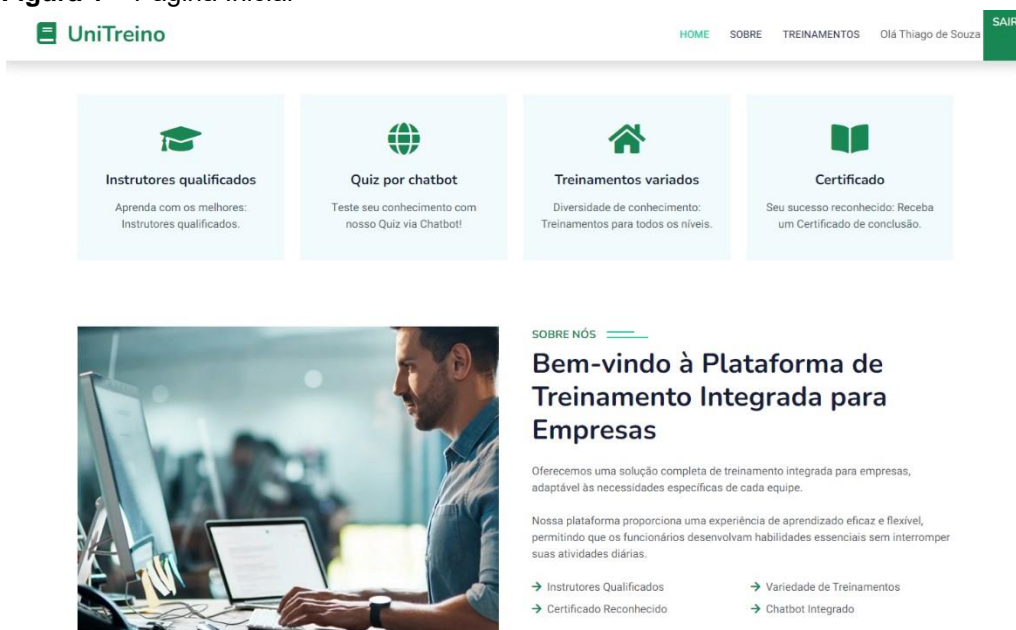 Figura 1 - Página Inicial
UniTreino
HOME SOBRE TREINAMENTOS Olá Thiago de Souza SAIR
Instrutores qualificados
Aprenda com os melhores:
Instrutores qualificados.
Quiz por chatbot
Teste seu conhecimento com
nosso Quiz via Chatbot!
Treinamentos variados
Diversidade de conhecimento:
Treinamentos para todos os níveis.
Certificado
Seu sucesso reconhecido: Receba
um Certificado de conclusão.
SOBRE NÓS
Bem-vindo à Plataforma de
Treinamento Integrada para
Empresas
Oferecemos uma solução completa de treinamento integrada para empresas,
adaptável às necessidades específicas de cada equipe.
Nossa plataforma proporciona uma experiência de aprendizado eficaz e flexível,
permitindo que os funcionários desenvolvam habilidades essenciais sem interromper
suas atividades diárias.
→ Instrutores Qualificados
→ Variedade de Treinamentos
→ Certificado Reconhecido
→ Chatbot Integrado